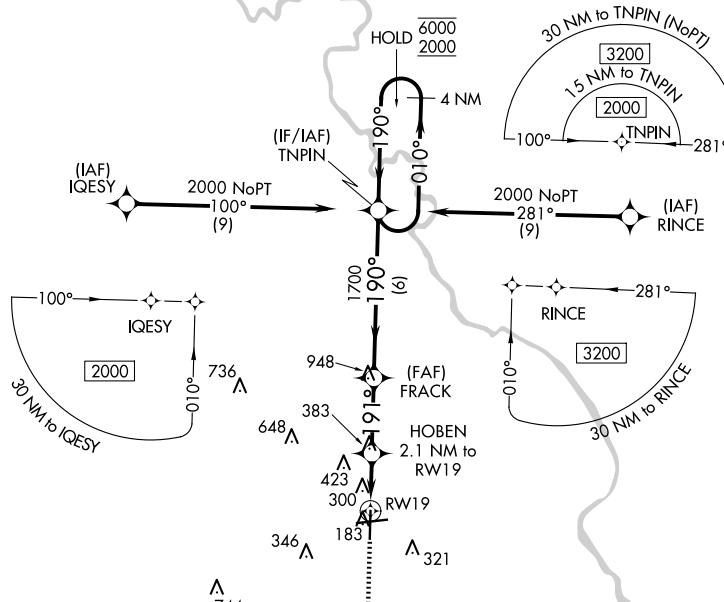 HOLD 6000
2000
4 NM
190°
010°
(IF/IAF)
TNPIN
30 NM to TNPIN (NoPT)
3200
15 NM to TNPIN
2000
TNPIN
100°
281°
(IAF)
IQESY
2000 NoPT
100°
(9)
2000 NoPT
281°
(9)
(IAF)
RINCE
1700
190°
(6)
100°
IQESY
2000
010°
30 NM to IQESY
281°
RINCE
3200
010°
30 NM to RINCE
736
948
(FAF)
FRACK
191°
648
383
HOBEN
2.1 NM to
RW19
423
300
RW19
183
346
321